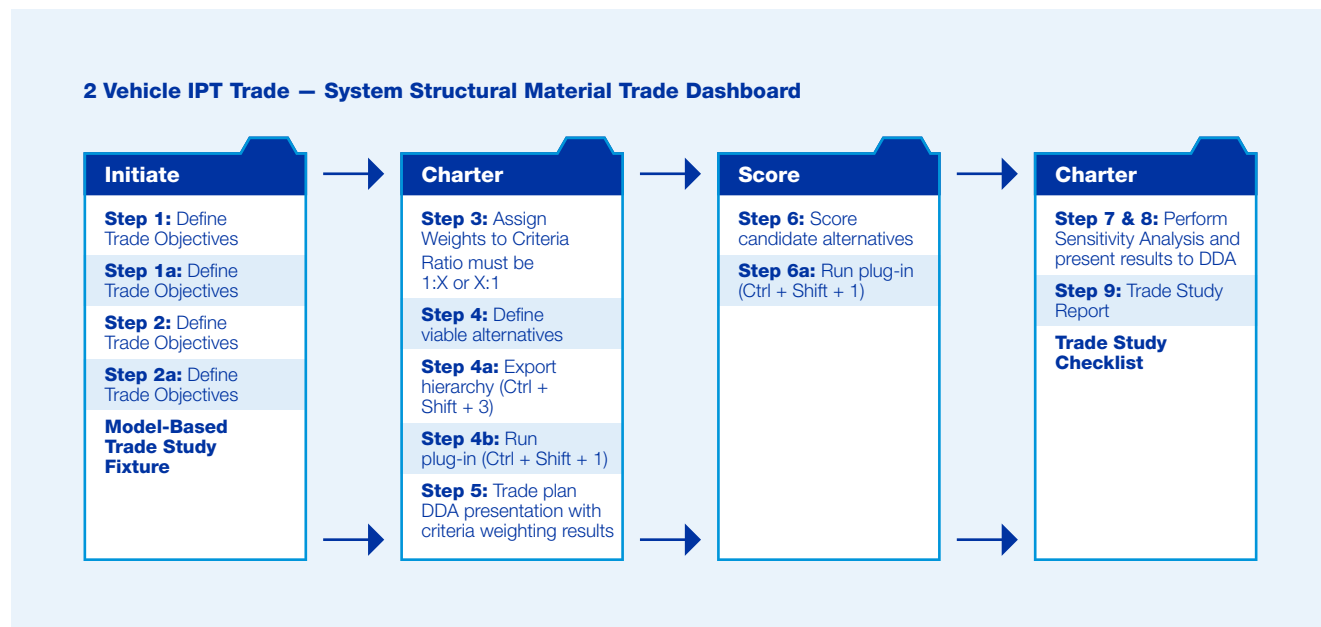 2 Vehicle IPT Trade — System Structural Material Trade Dashboard
Initiate
Step 1: Define
Trade Objectives
Step 1a: Define
Trade Objectives
Step 2: Define
Trade Objectives
Step 2a: Define
Trade Objectives
Model-Based
Trade Study
Fixture
Charter
Step 3: Assign
Weights to Criteria
Ratio must be
1:X or X:1
Step 4: Define
viable alternatives
Step 4a: Export
hierarchy (Ctrl +
Shift + 3)
Step 4b: Run
plug-in (Ctrl + Shift + 1)
Step 5: Trade plan
DDA presentation with
criteria weighting results
Score
Step 6: Score
candidate alternatives
Step 6a: Run plug-in
(Ctrl + Shift + 1)
Charter
Step 7 & 8: Perform
Sensitivity Analysis and
present results to DDA
Step 9: Trade Study
Report
Trade Study
Checklist